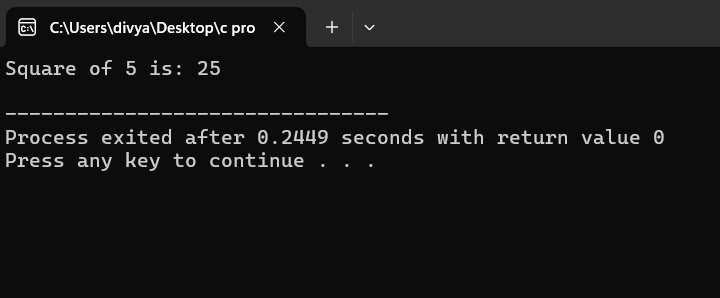 C:\Users\divya\Desktop\c pro
Square of 5 is: 25
--------------------------------
Process exited after 0.2449 seconds with return value 0
Press any key to continue . . .